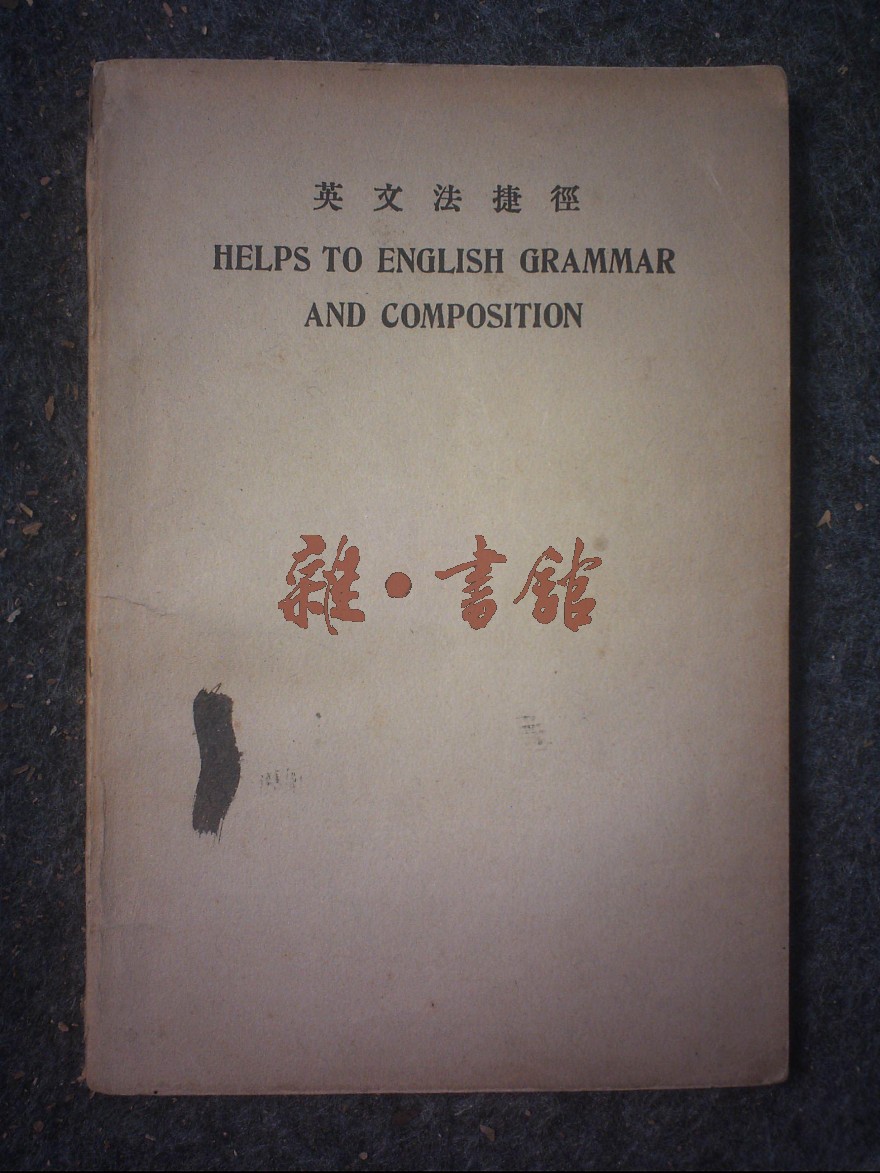 英文法捷徑
HELPS TO ENGLISH GRAMMAR
AND COMPOSITION
雜·書館